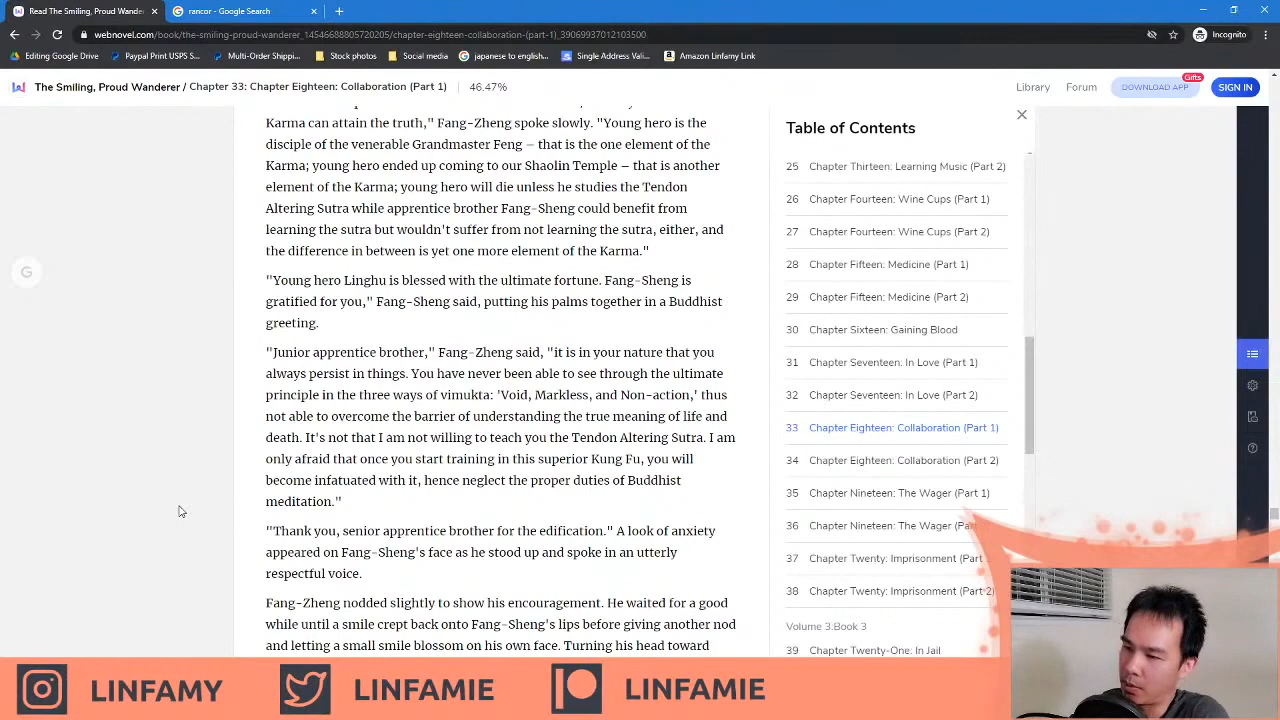 Read The Smiling, Proud Wande
rancor - Google Search
webnovel.com/book/the-smiling-proud-wanderer_14546688805720205/chapter-eighteen-collaboration-(part-1)_39069937012103500
Incognito
Editing Google Drive
Paypal Print USPS S...
Multi-Order Shippi...
Stock photos
Social media
japanese to english...
Single Address Vali...
Amazon Linfamy Link
The Smiling, Proud Wanderer / Chapter 33: Chapter Eighteen: Collaboration (Part 1)
46.47%
Library
Forum
DOWNLOAD APP
Gifts
SIGN IN
Karma can attain the truth," Fang-Zheng spoke slowly. "Young hero is the
disciple of the venerable Grandmaster Feng – that is the one element of the
Karma; young hero ended up coming to our Shaolin Temple – that is another
element of the Karma; young hero will die unless he studies the Tendon
Altering Sutra while apprentice brother Fang-Sheng could benefit from
learning the sutra but wouldn't suffer from not learning the sutra, either, and
the difference in between is yet one more element of the Karma."
"Young hero Linghu is blessed with the ultimate fortune. Fang-Sheng is
gratified for you," Fang-Sheng said, putting his palms together in a Buddhist
greeting.
"Junior apprentice brother," Fang-Zheng said, "it is in your nature that you
always persist in things. You have never been able to see through the ultimate
principle in the three ways of vimukta: 'Void, Markless, and Non-action,' thus
not able to overcome the barrier of understanding the true meaning of life and
death. It's not that I am not willing to teach you the Tendon Altering Sutra. I am
only afraid that once you start training in this superior Kung Fu, you will
become infatuated with it, hence neglect the proper duties of Buddhist
meditation."
"Thank you, senior apprentice brother for the edification." A look of anxiety
appeared on Fang-Sheng's face as he stood up and spoke in an utterly
respectful voice.
Fang-Zheng nodded slightly to show his encouragement. He waited for a good
while until a smile crept back onto Fang-Sheng's lips before giving another nod
and letting a small smile blossom on his own face. Turning his head toward
Table of Contents
25 Chapter Thirteen: Learning Music (Part 2)
26 Chapter Fourteen: Wine Cups (Part 1)
27 Chapter Fourteen: Wine Cups (Part 2)
28 Chapter Fifteen: Medicine (Part 1)
29 Chapter Fifteen: Medicine (Part 2)
30 Chapter Sixteen: Gaining Blood
31 Chapter Seventeen: In Love (Part 1)
32 Chapter Seventeen: In Love (Part 2)
33 Chapter Eighteen: Collaboration (Part 1)
34 Chapter Eighteen: Collaboration (Part 2)
35 Chapter Nineteen: The Wager (Part 1)
36 Chapter Nineteen: The Wager (Pa
37 Chapter Twenty: Imprisonment (Part
38 Chapter Twenty: Imprisonment (Part 2)
Volume 3:Book 3
39 Chapter Twenty-One: In Jail
G
LINFAMY
LINFAMIE
LINFAMIE